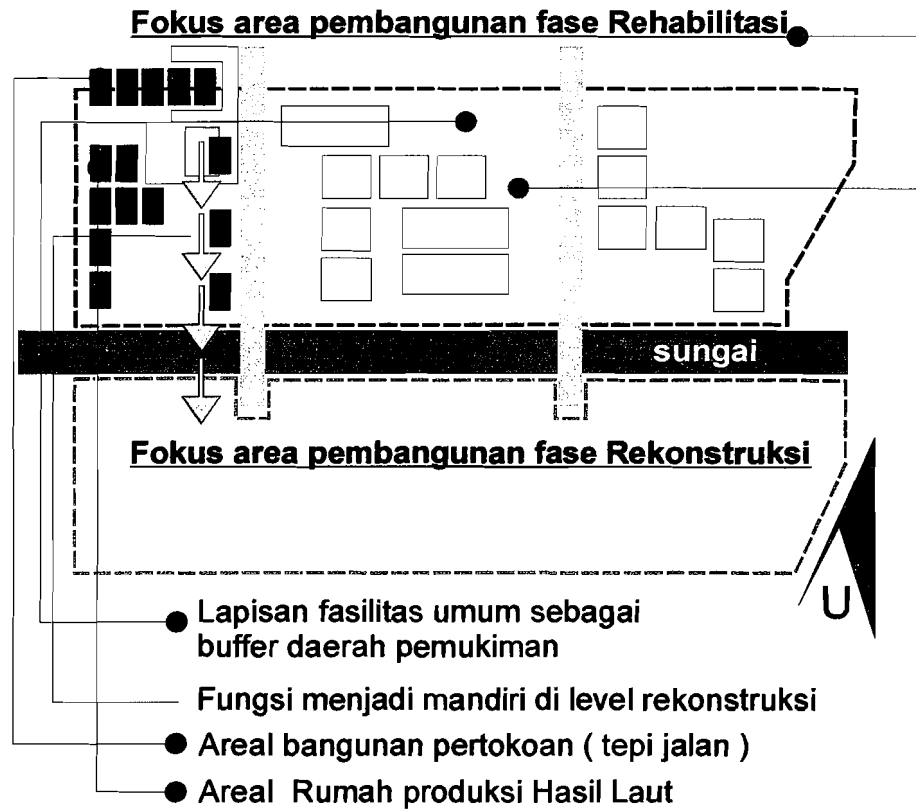 Fokus area pembangunan fase Rehabilitasi
sungai
Fokus area pembangunan fase Rekonstruksi
U
Lapisan fasilitas umum sebagai
buffer daerah pemukiman
Fungsi menjadi mandiri di level rekonstruksi
Areal bangunan pertokoan ( tepi jalan )
Areal Rumah produksi Hasil Laut